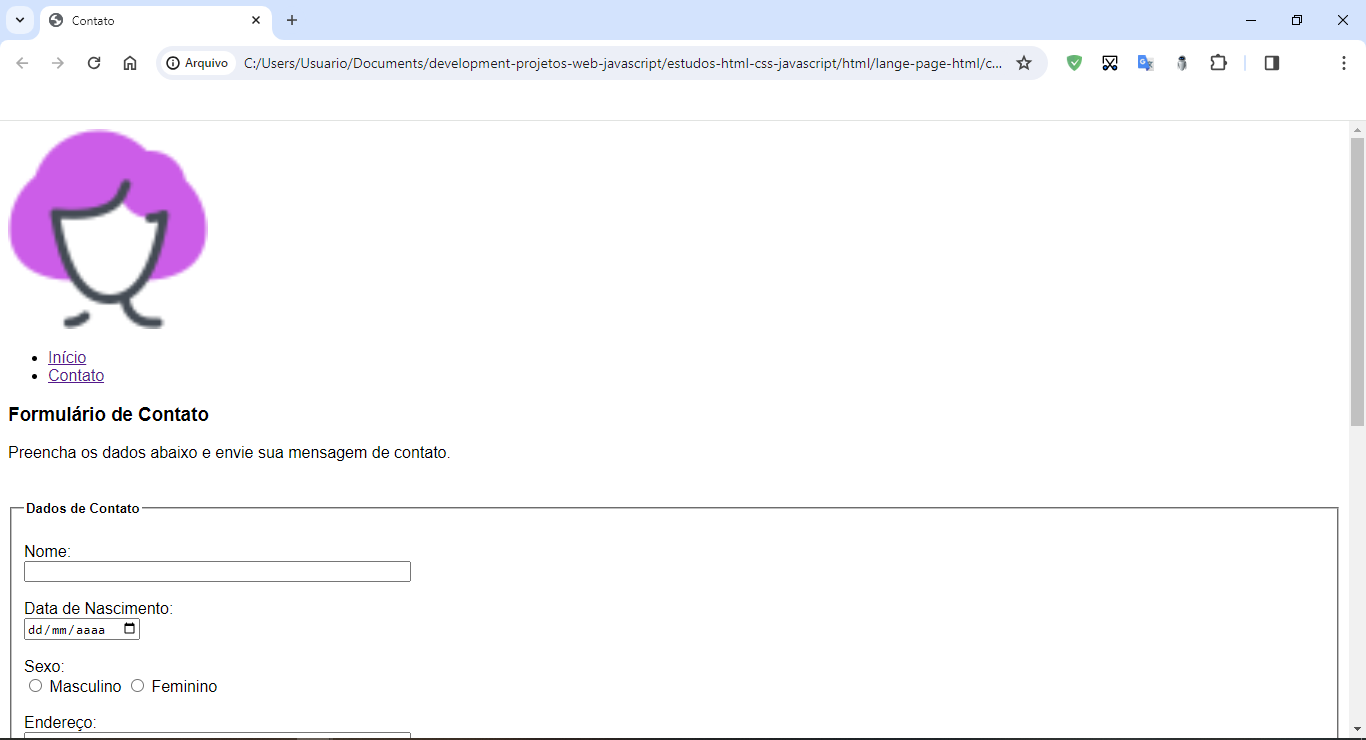 Contato
Arquivo C:/Users/Usuario/Documents/development-projetos-web-javascript/estudos-html-css-javascript/html/lange-page-html/c...
Início
Contato
Formulário de Contato
Preencha os dados abaixo e envie sua mensagem de contato.
Dados de Contato
Nome:
Data de Nascimento:
dd/mm/aaaa
Sexo:
Masculino Feminino
Endereço: